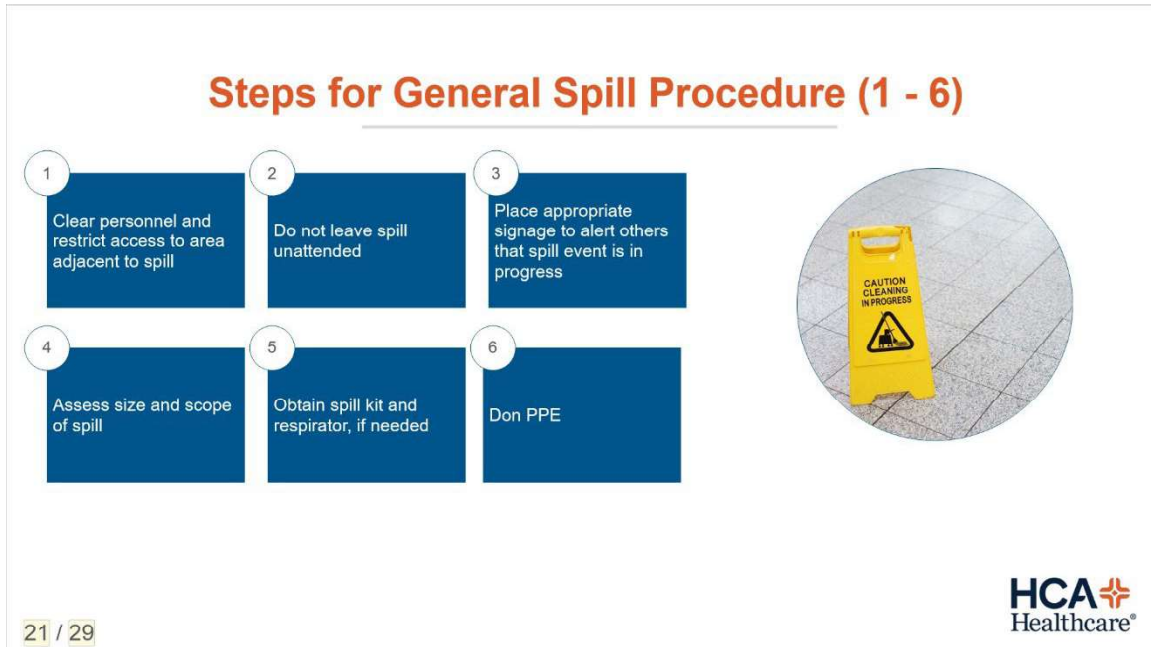 Steps for General Spill Procedure (1 - 6)
1
Clear personnel and
restrict access to area
adjacent to spill
2
Do not leave spill
unattended
3
Place appropriate
signage to alert others
that spill event is in
progress
4
Assess size and scope
of spill
5
Obtain spill kit and
respirator, if needed
6
Don PPE
CAUTION
CLEANING
IN PROGRESS
HCA
Healthcare®
21 / 29